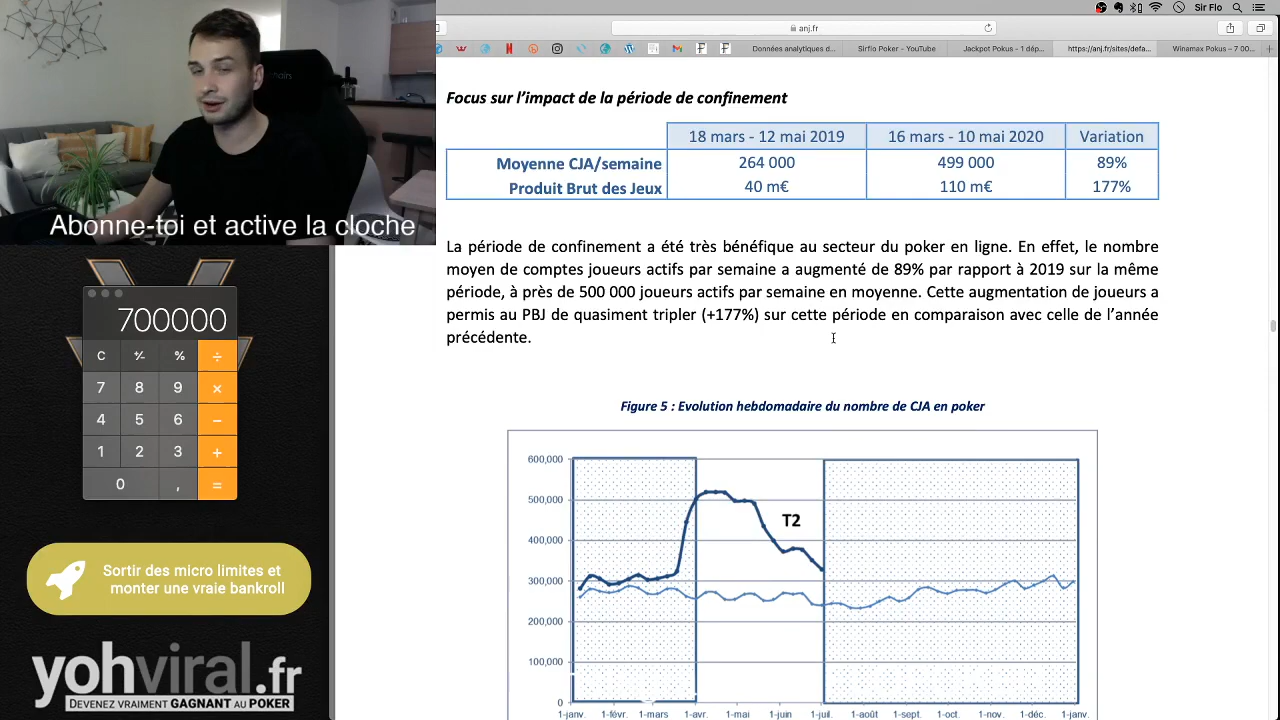 anj.fr
Sir Flo
Données analytiques d...
Sirfio Poker - YouTube
Jackpot Pokus - 1 dép...
Winamax Pokus - 7 00...
Focus sur l’impact de la période de confinement
18 mars - 12 mai 2019 16 mars - 10 mai 2020 Variation
Moyenne CJA/semaine 264 000 499 000 89%
Produit Brut des Jeux 40 m€ 110 m€ 177%
La période de confinement a été très bénéfique au secteur du poker en ligne. En effet, le nombre
moyen de comptes joueurs actifs par semaine a augmenté de 89% par rapport à 2019 sur la même
période, à près de 500 000 joueurs actifs par semaine en moyenne. Cette augmentation de joueurs a
permis au PBJ de quasiment tripler (+177%) sur cette période en comparaison avec celle de l’année
précédente.
Figure 5 : Evolution hebdomadaire du nombre de CJA en poker
600,000
500,000
400,000
300,000
200,000
100,000
0
T2
1-janv. 1-févr. 1-mars 1-avr. 1-mai 1-juin 1-juil. 1-août 1-sept. 1-oct. 1-nov. 1-déc. 1-janv.
Abonne-toi et active la cloche
700000
C +⁄- % ÷
7 8 9 ×
4 5 6 −
1 2 3 +
0 , =
Sortir des micro limites et
monter une vraie bankroll
yohviral.fr
DEVENEZ VRAIMENT GAGNANT AU POKER